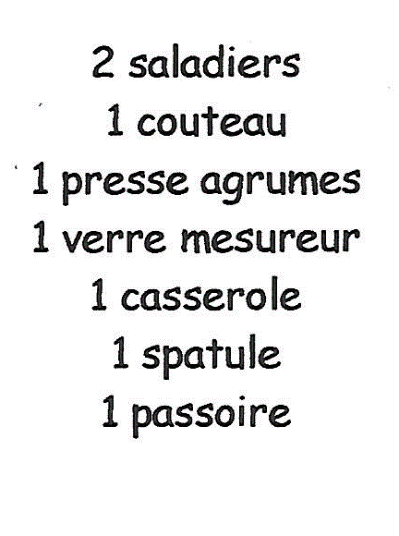 2 saladiers
1 couteau
1 presse agrumes
1 verre mesureur
1 casserole
1 spatule
1 passoire